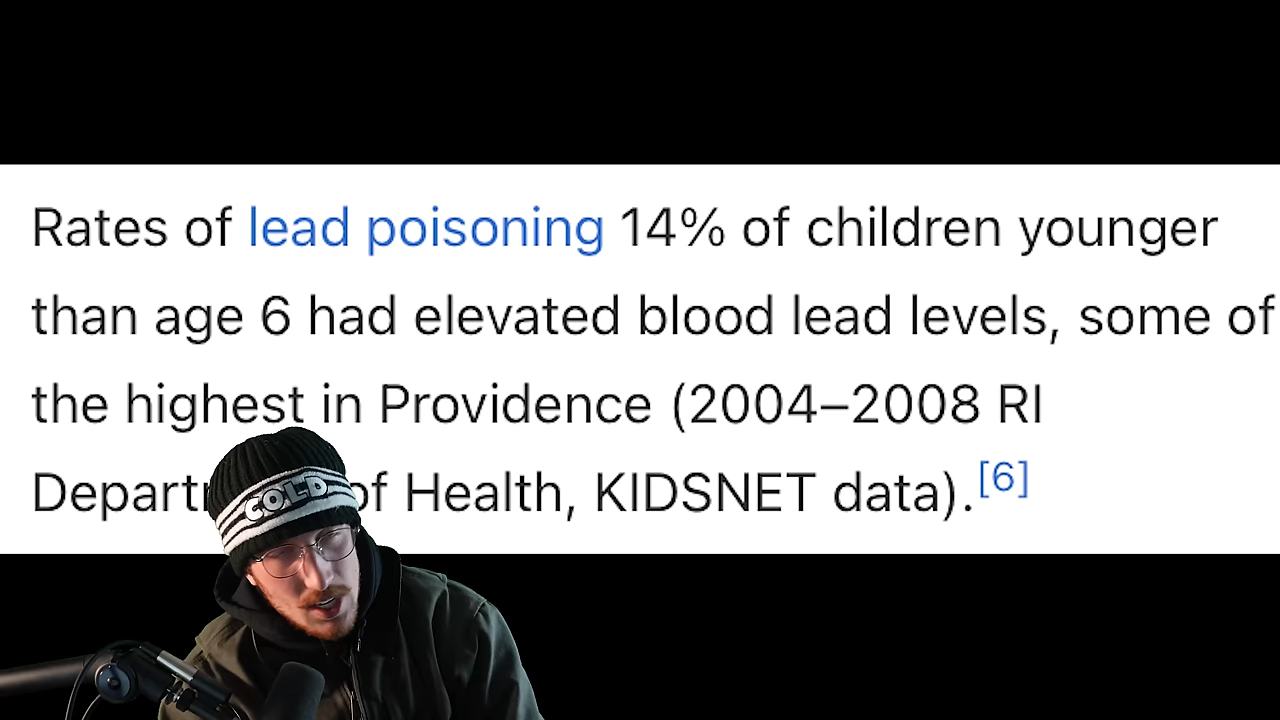 Rates of lead poisoning 14% of children younger
than age 6 had elevated blood lead levels, some of
the highest in Providence (2004–2008 RI
of Health, KIDSNET data).[6]
COLD